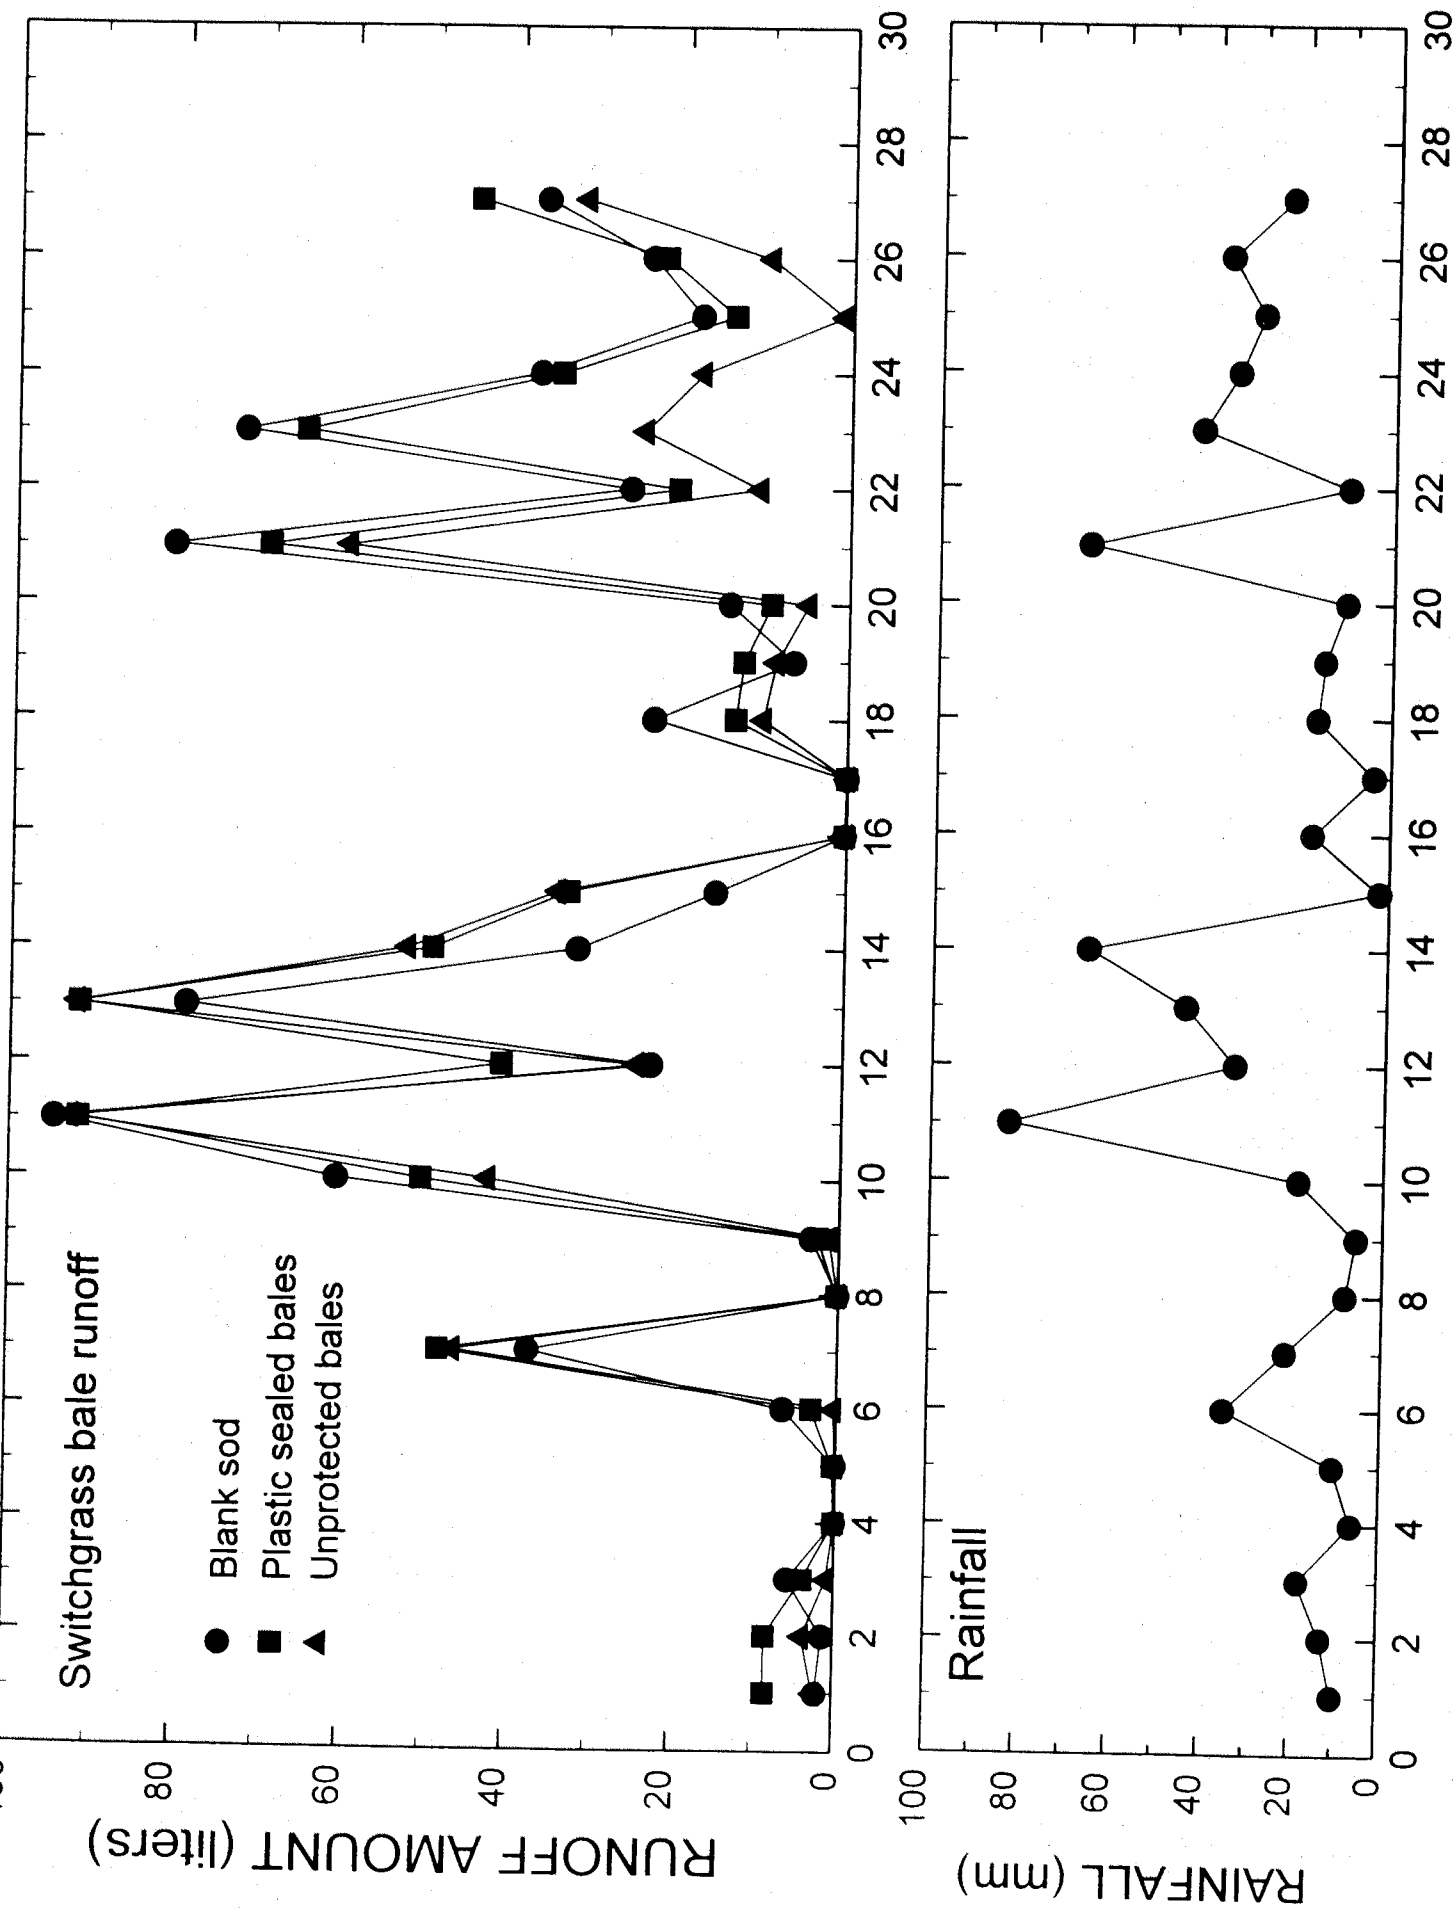 Switchgrass bale runoff
Blank sod
Plastic sealed bales
Unprotected bales
RUNOFF AMOUNT (liters)
80
60
40
20
0
0 2 4 6 8 10 12 14 16 18 20 22 24 26 28 30
Rainfall
RAINFALL (mm)
100
80
60
40
20
0
0 2 4 6 8 10 12 14 16 18 20 22 24 26 28 30